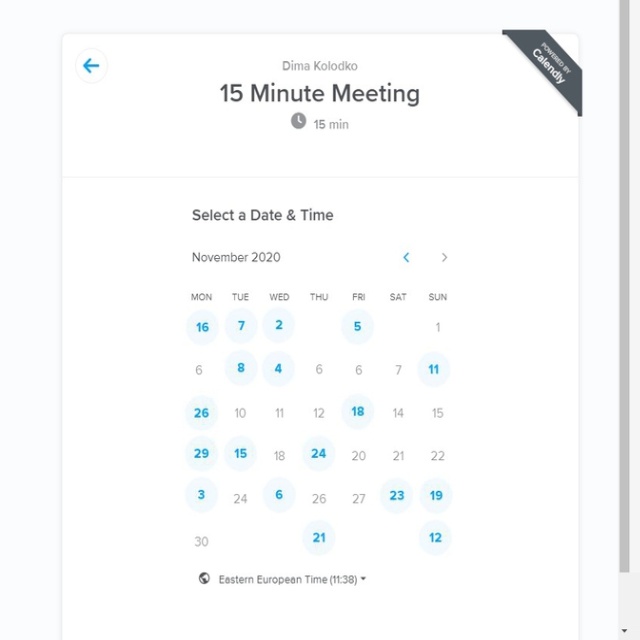 Dima Kolodko
15 Minute Meeting
15 min
POWERED BY
Calendly
Select a Date & Time
November 2020
MON TUE WED THU FRI SAT SUN
16 7 2 5 1
6 8 4 6 6 7 11
26 10 11 12 18 14 15
29 15 18 24 20 21 22
3 24 6 26 27 23 19
30 21 12
Eastern European Time (11:38)